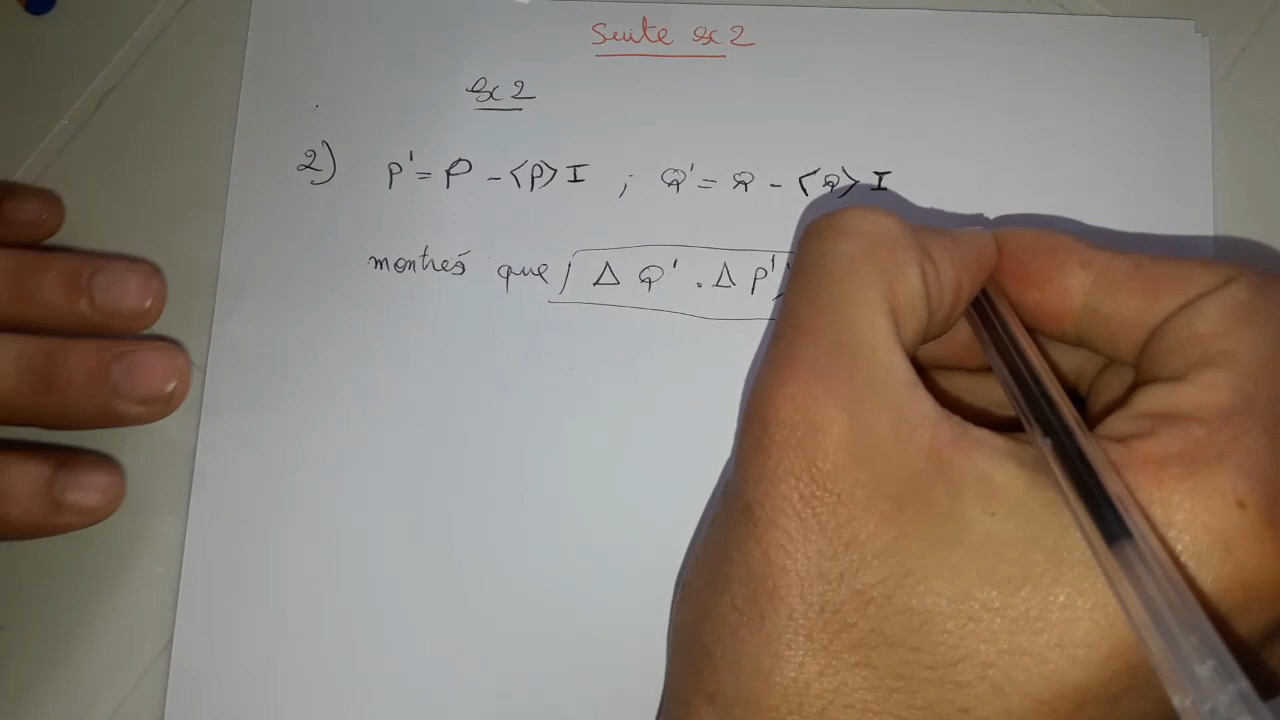 Suite ex 2
Ex 2
2) P' = P - <P> I ; Q' = Q - <Q> I
montrés que / Δ Q' . Δ P'